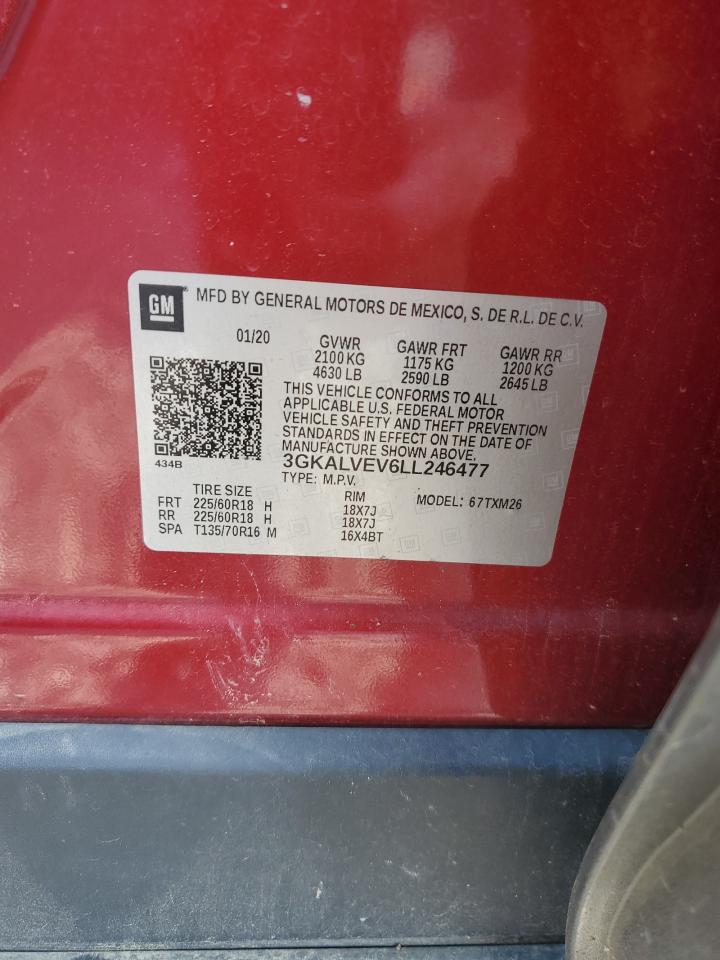 GM MFD BY GENERAL MOTORS DE MEXICO, S. DE R.L. DE C.V.
01/20 GVWR GAWR FRT GAWR RR
2100 KG 1175 KG 1200 KG
4630 LB 2590 LB 2645 LB
THIS VEHICLE CONFORMS TO ALL
APPLICABLE U.S. FEDERAL MOTOR
VEHICLE SAFETY AND THEFT PREVENTION
STANDARDS IN EFFECT ON THE DATE OF
MANUFACTURE SHOWN ABOVE.
434B 3GKALVEV6LL246477
TYPE: M.P.V.
TIRE SIZE RIM MODEL: 67TXM26
FRT 225/60R18 H 18X7J
RR 225/60R18 H 18X7J
SPA T135/70R16 M 16X4BT